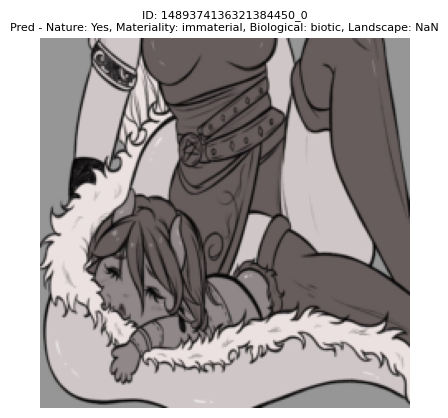 ID: 1489374136321384450_0
Pred - Nature: Yes, Materiality: immaterial, Biological: biotic, Landscape: NaN